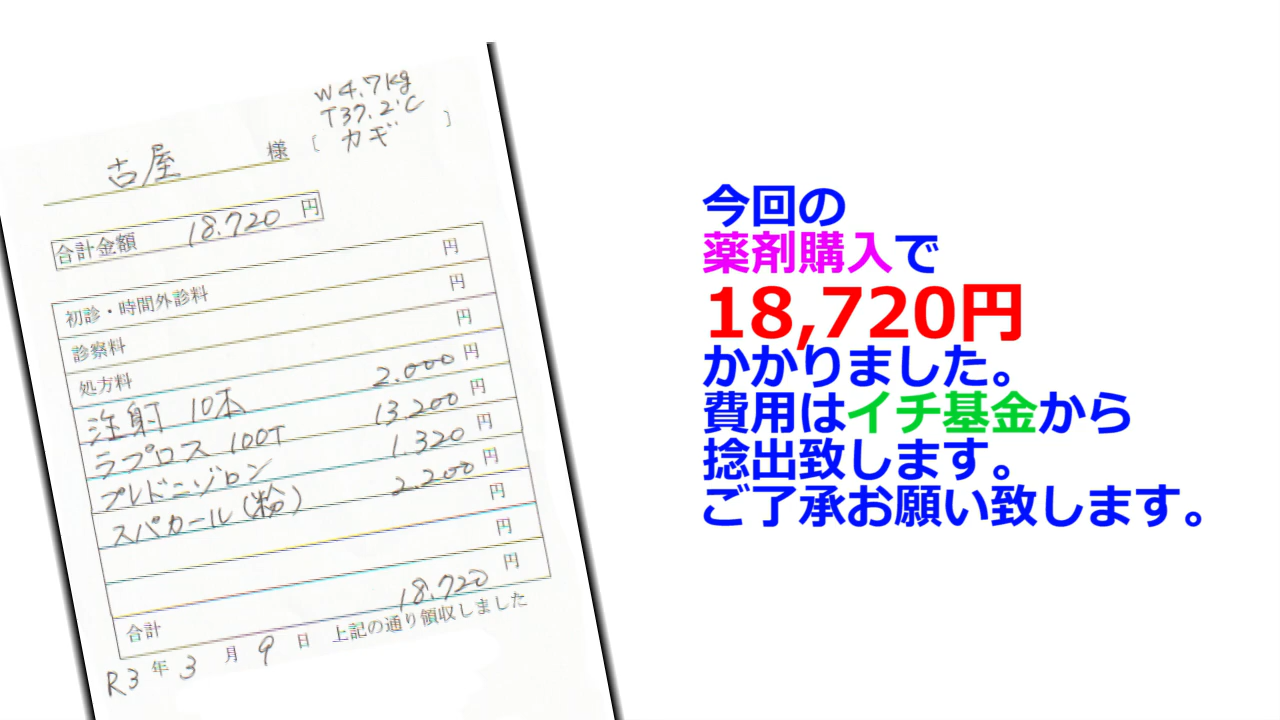 W4.7kg
T37.2℃
古屋 様 〔 カギ 〕
合計金額 18.720 円
円
初診・時間外診料 円
診察料 円
処方料 円
注射 10本 2.000 円
ラプロス 100T 13.200 円
プレドニゾロン 1.320 円
スパカール(粉) 2.200 円
円
円
合計 18.720
R3 年 3 月 9 日 上記の通り領収しました
今回の
薬剤購入で
18,720円
かかりました。
費用はイチ基金から
捻出致します。
ご了承お願い致します。